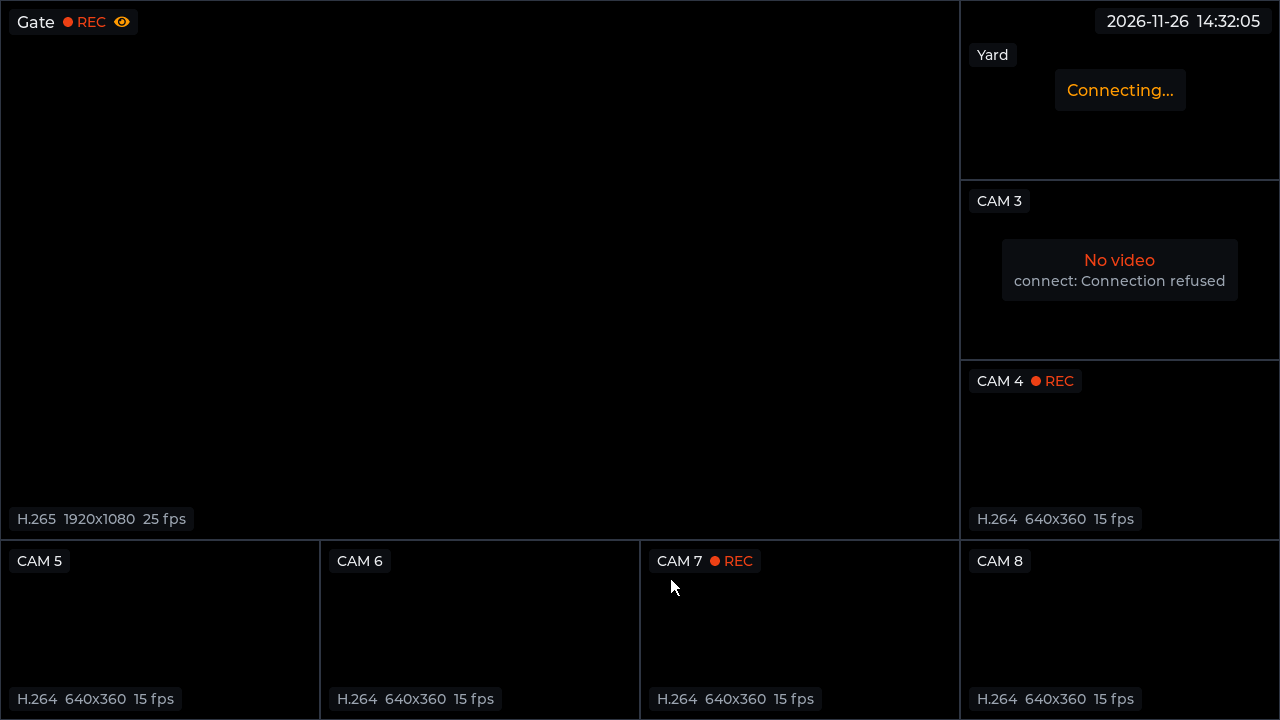 Gate REC
2026-11-26 14:32:05
Yard
Connecting...
CAM 3
No video
connect: Connection refused
CAM 4 REC
H.265 1920x1080 25 fps
H.264 640x360 15 fps
CAM 5
CAM 6
CAM 7 REC
CAM 8
H.264 640x360 15 fps
H.264 640x360 15 fps
H.264 640x360 15 fps
H.264 640x360 15 fps